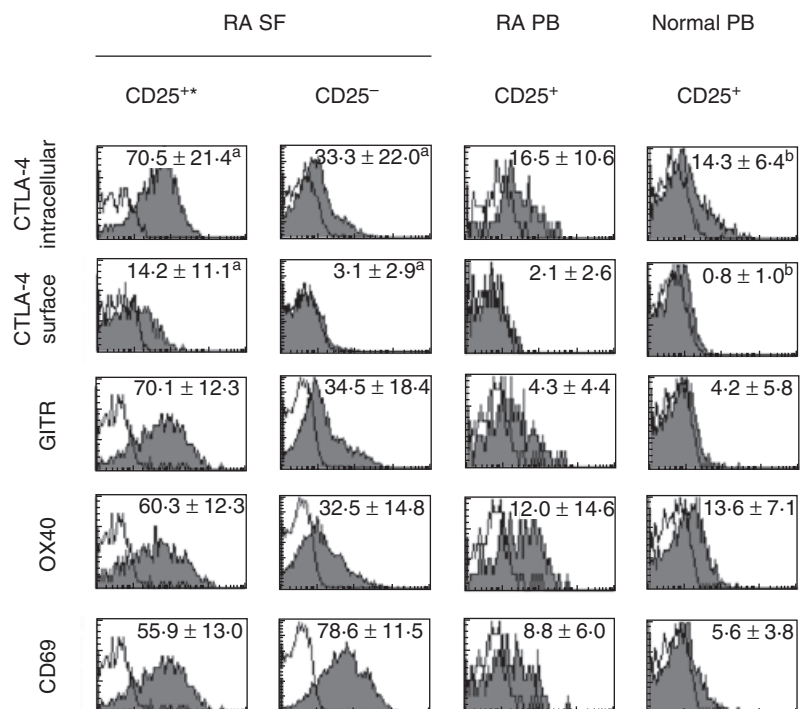 RA SF RA PB Normal PB
CD25⁺* CD25⁻ CD25⁺ CD25⁺
CTLA-4
intracellular
70·5 ± 21·4ᵃ 33·3 ± 22·0ᵃ 16·5 ± 10·6 14·3 ± 6·4ᵇ
CTLA-4
surface
14·2 ± 11·1ᵃ 3·1 ± 2·9ᵃ 2·1 ± 2·6 0·8 ± 1·0ᵇ
GITR
70·1 ± 12·3 34·5 ± 18·4 4·3 ± 4·4 4·2 ± 5·8
OX40
60·3 ± 12·3 32·5 ± 14·8 12·0 ± 14·6 13·6 ± 7·1
CD69
55·9 ± 13·0 78·6 ± 11·5 8·8 ± 6·0 5·6 ± 3·8